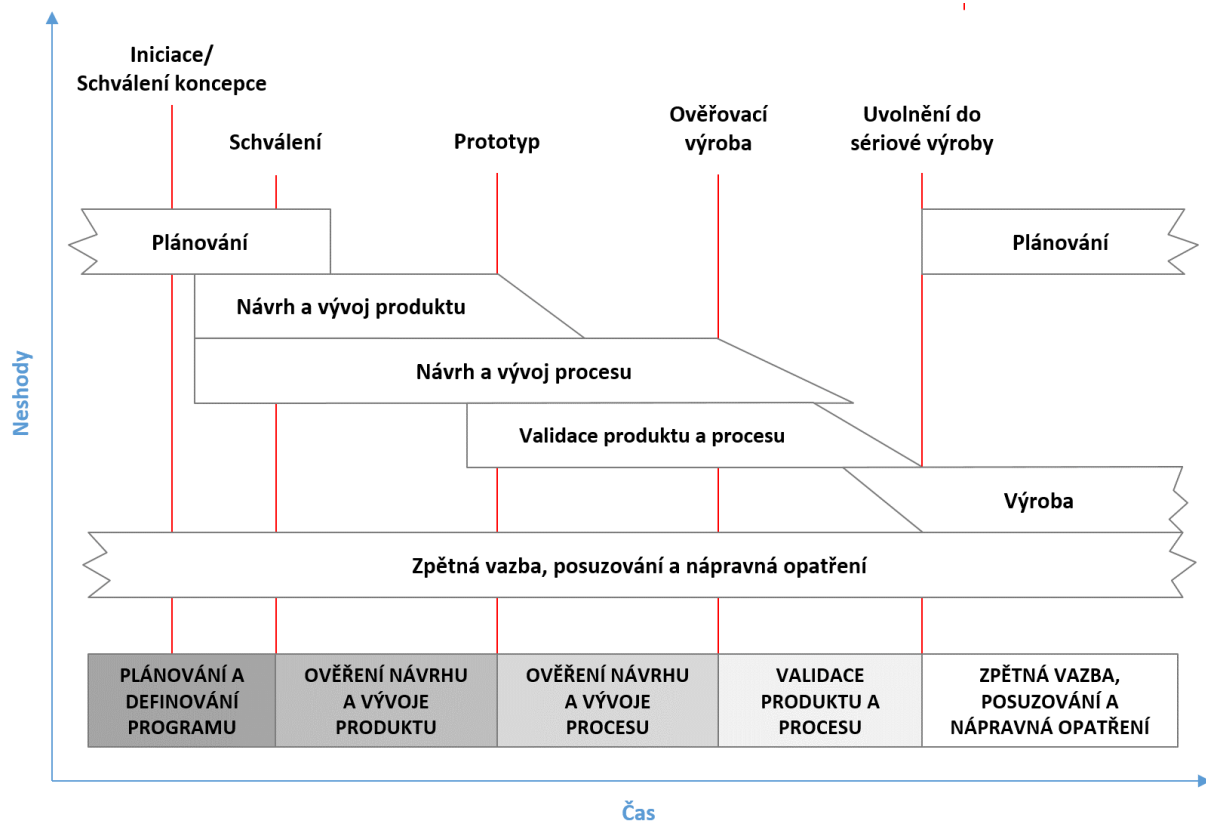 Iniciace/
Schválení koncepce
Schválení
Prototyp
Ověřovací
výroba
Uvolnění do
sériové výroby
Plánování
Plánování
Návrh a vývoj produktu
Návrh a vývoj procesu
Validace produktu a procesu
Výroba
Zpětná vazba, posuzování a nápravná opatření
Neshody
PLÁNOVÁNÍ A
DEFINOVÁNÍ
PROGRAMU
OVĚŘENÍ NÁVRHU
A VÝVOJE
PRODUKTU
OVĚŘENÍ NÁVRHU
A VÝVOJE
PROCESU
VALIDACE
PRODUKTU A
PROCESU
ZPĚTNÁ VAZBA,
POSUZOVÁNÍ A
NÁPRAVNÁ OPATŘENÍ
Čas